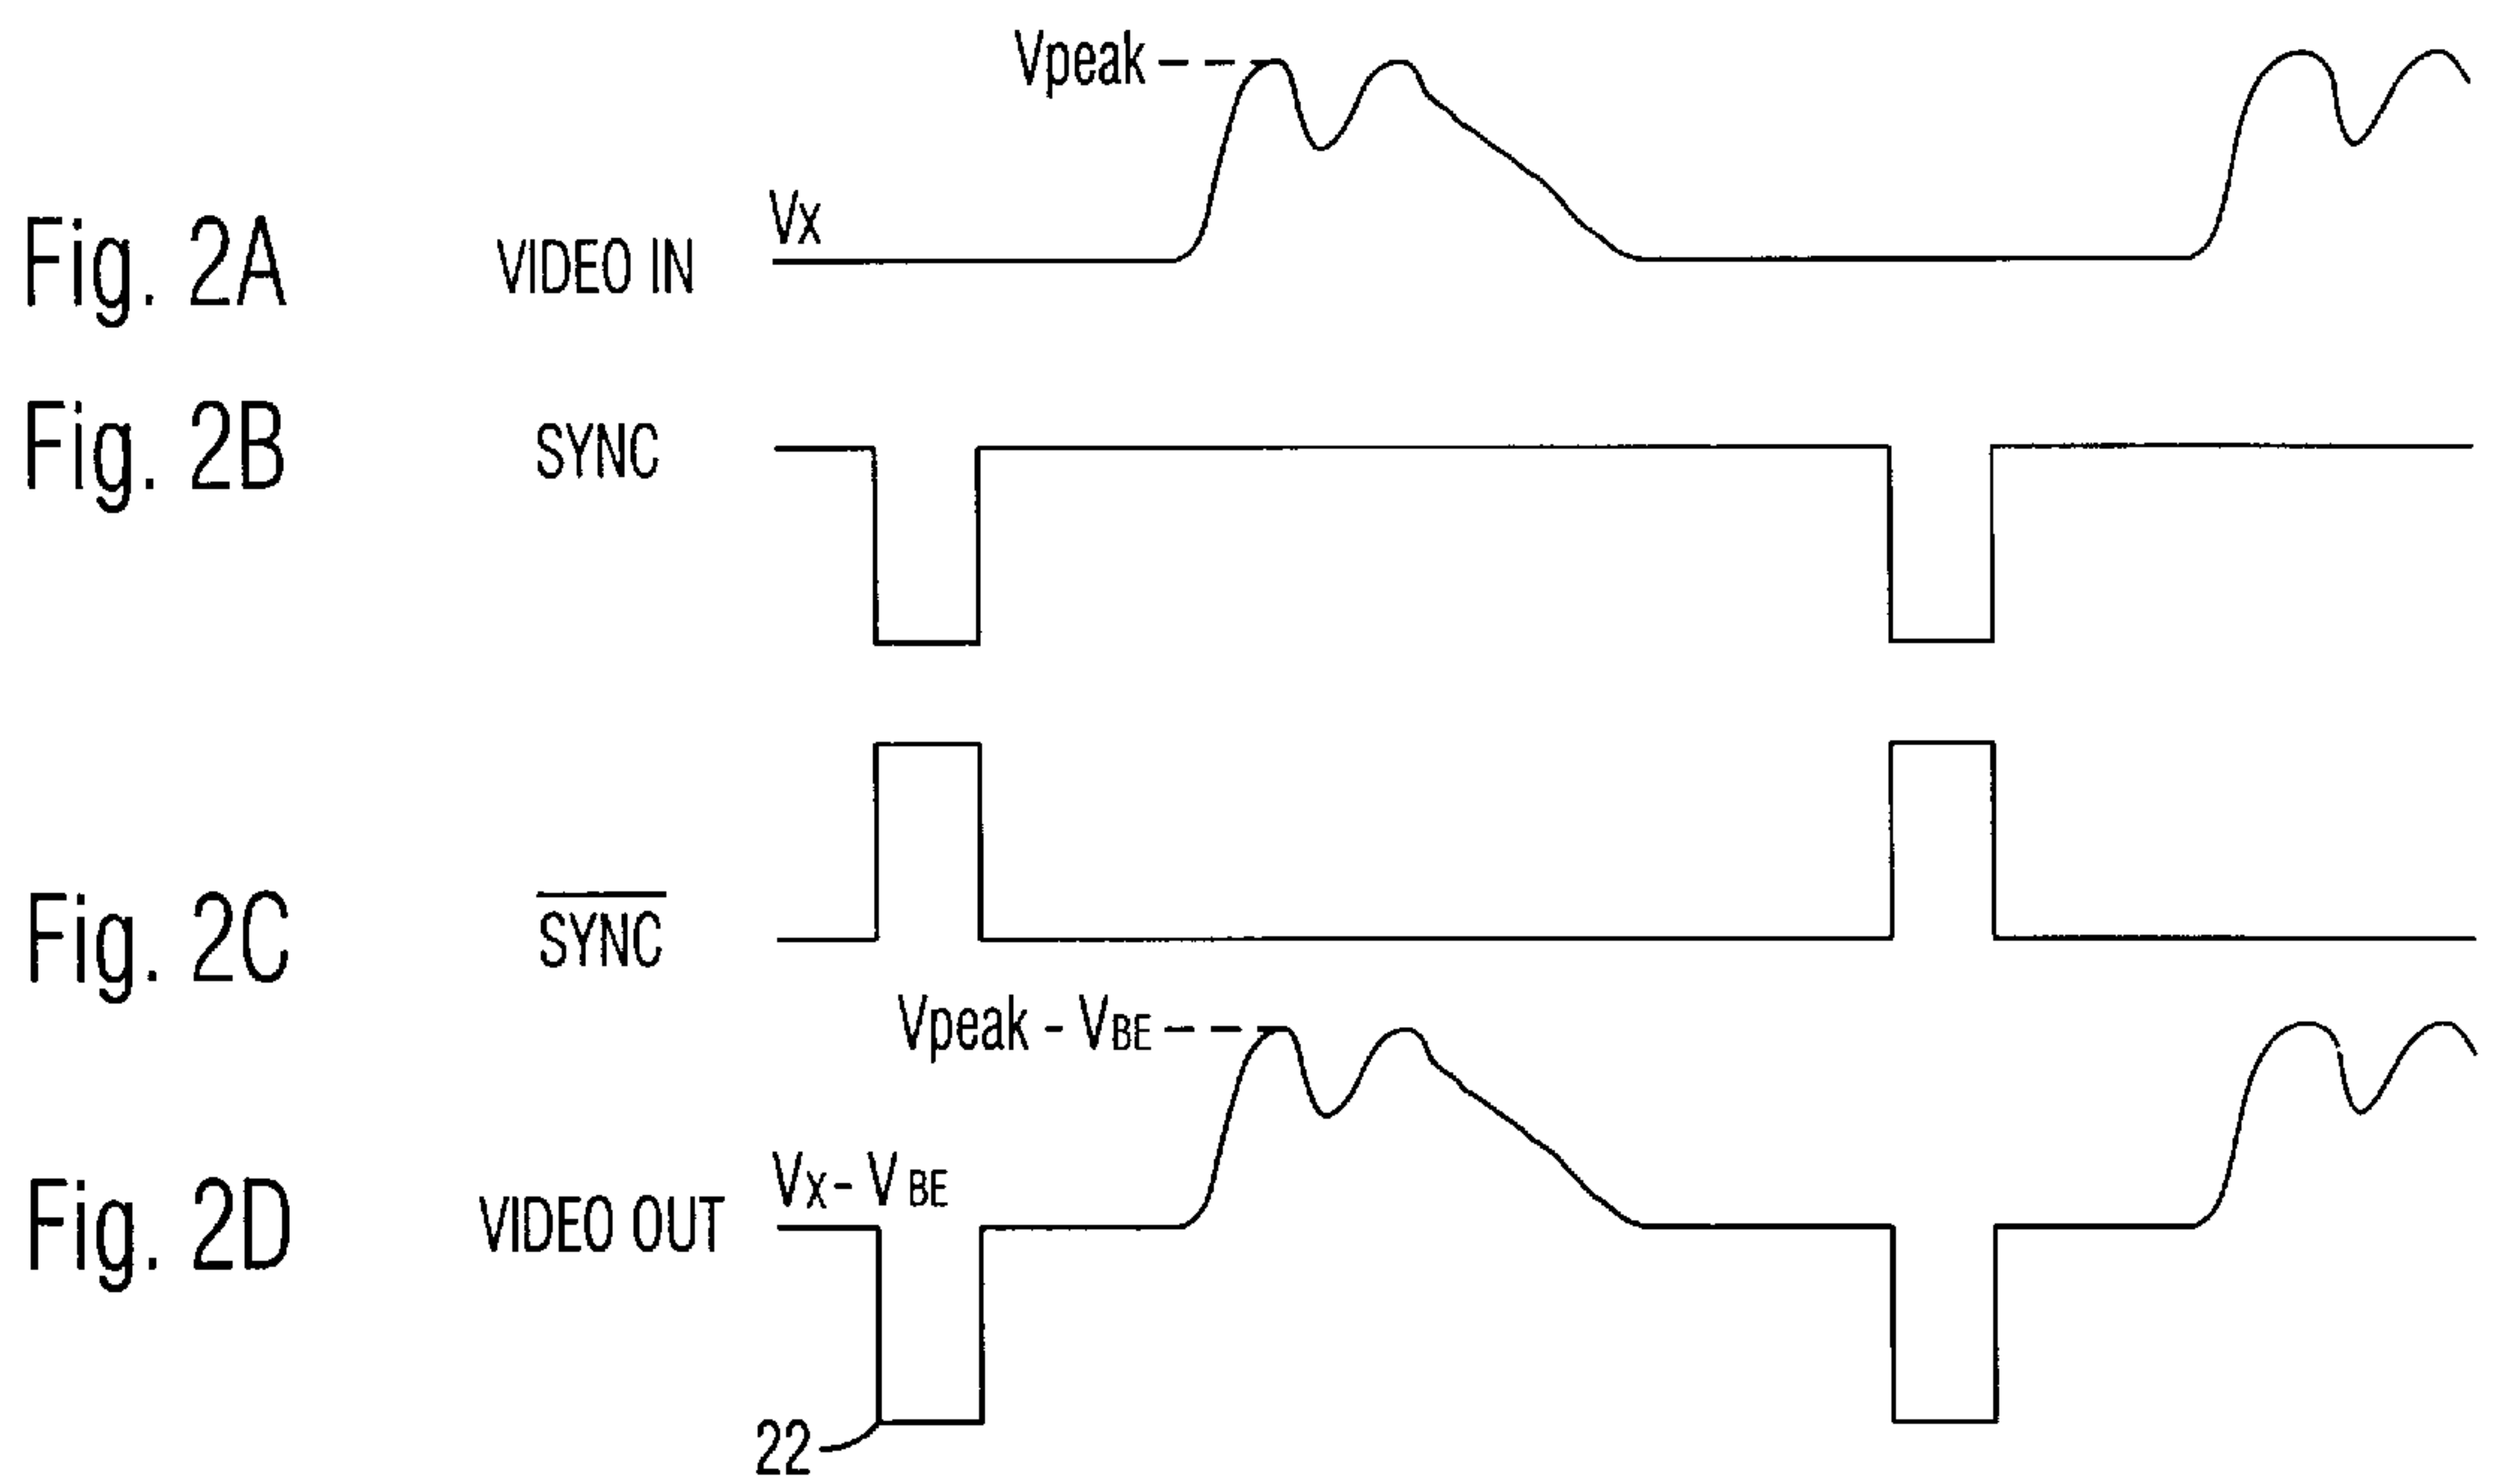 Vpeak
Vx
Fig. 2A VIDEO IN
Fig. 2B SYNC
Fig. 2C S̅Y̅N̅C̅
Vpeak - VBE
Vx - VBE
Fig. 2D VIDEO OUT
22